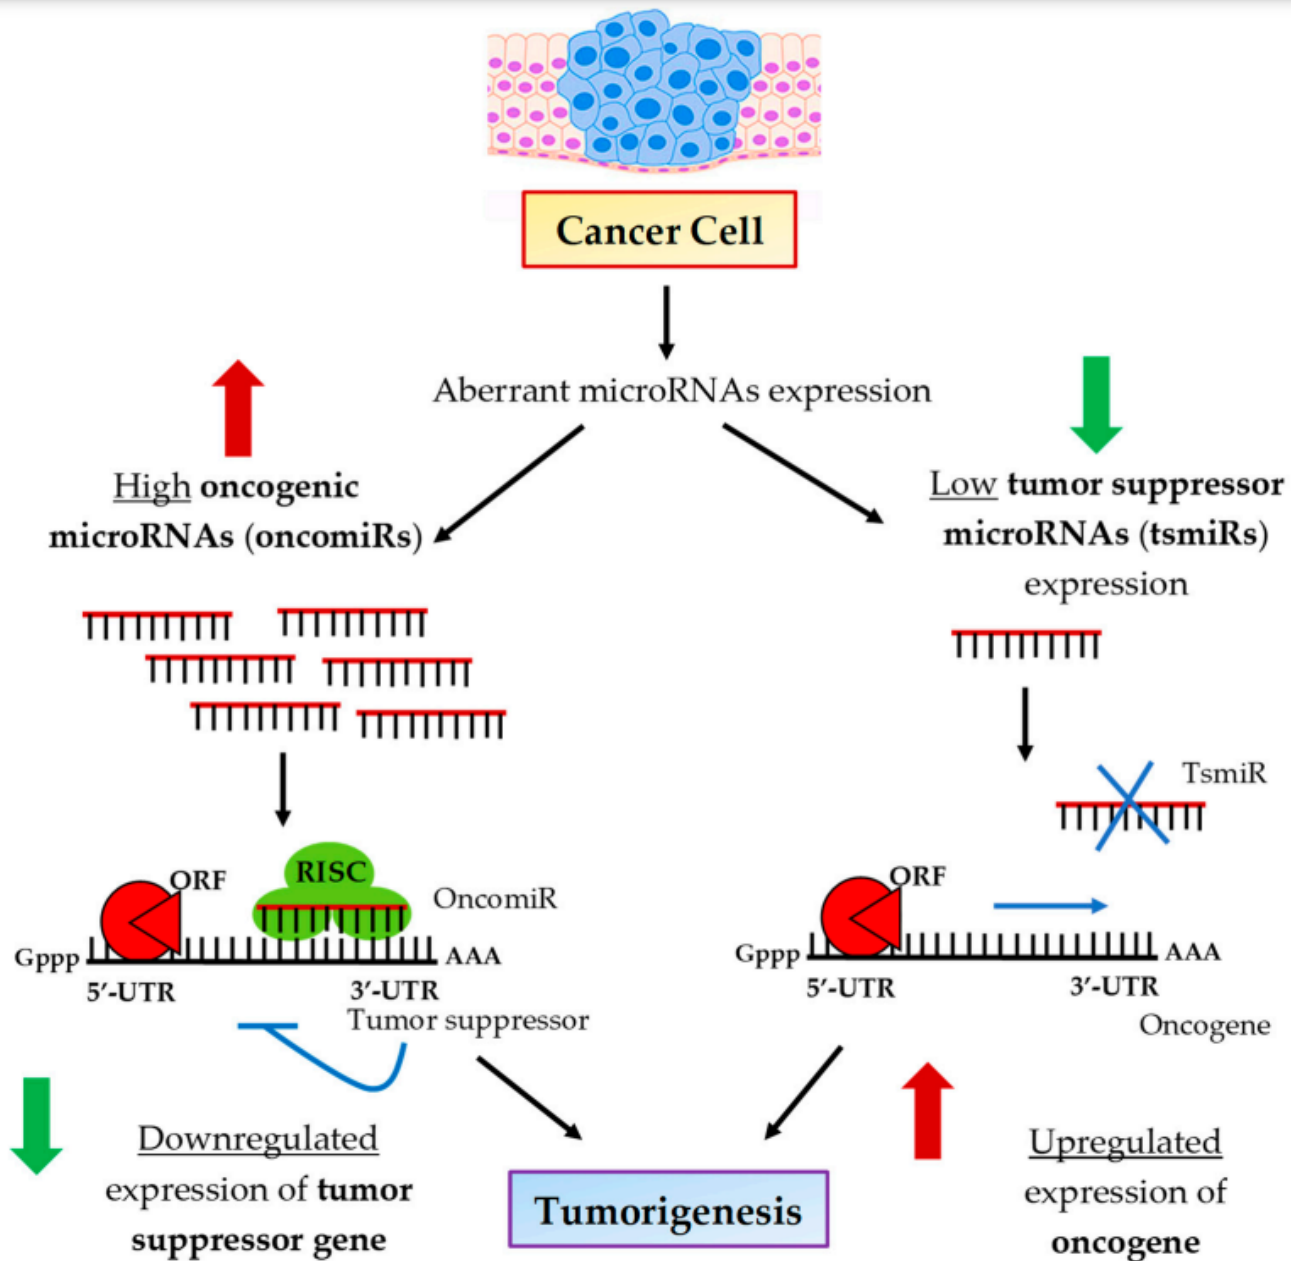 Cancer Cell
Aberrant microRNAs expression
High oncogenic
microRNAs (oncomiRs)
Low tumor suppressor
microRNAs (tsmiRs)
expression
TsmiR
RISC
ORF
OncomiR
Gppp
AAA
5′-UTR
3′-UTR
Tumor suppressor
ORF
Gppp
AAA
5′-UTR
3′-UTR
Oncogene
Downregulated
expression of tumor
suppressor gene
Tumorigenesis
Upregulated
expression of
oncogene